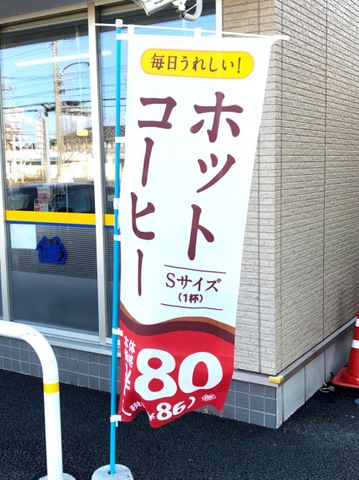 毎日うれしい！
ホット
コーヒー
Sサイズ
（1杯）
80
86